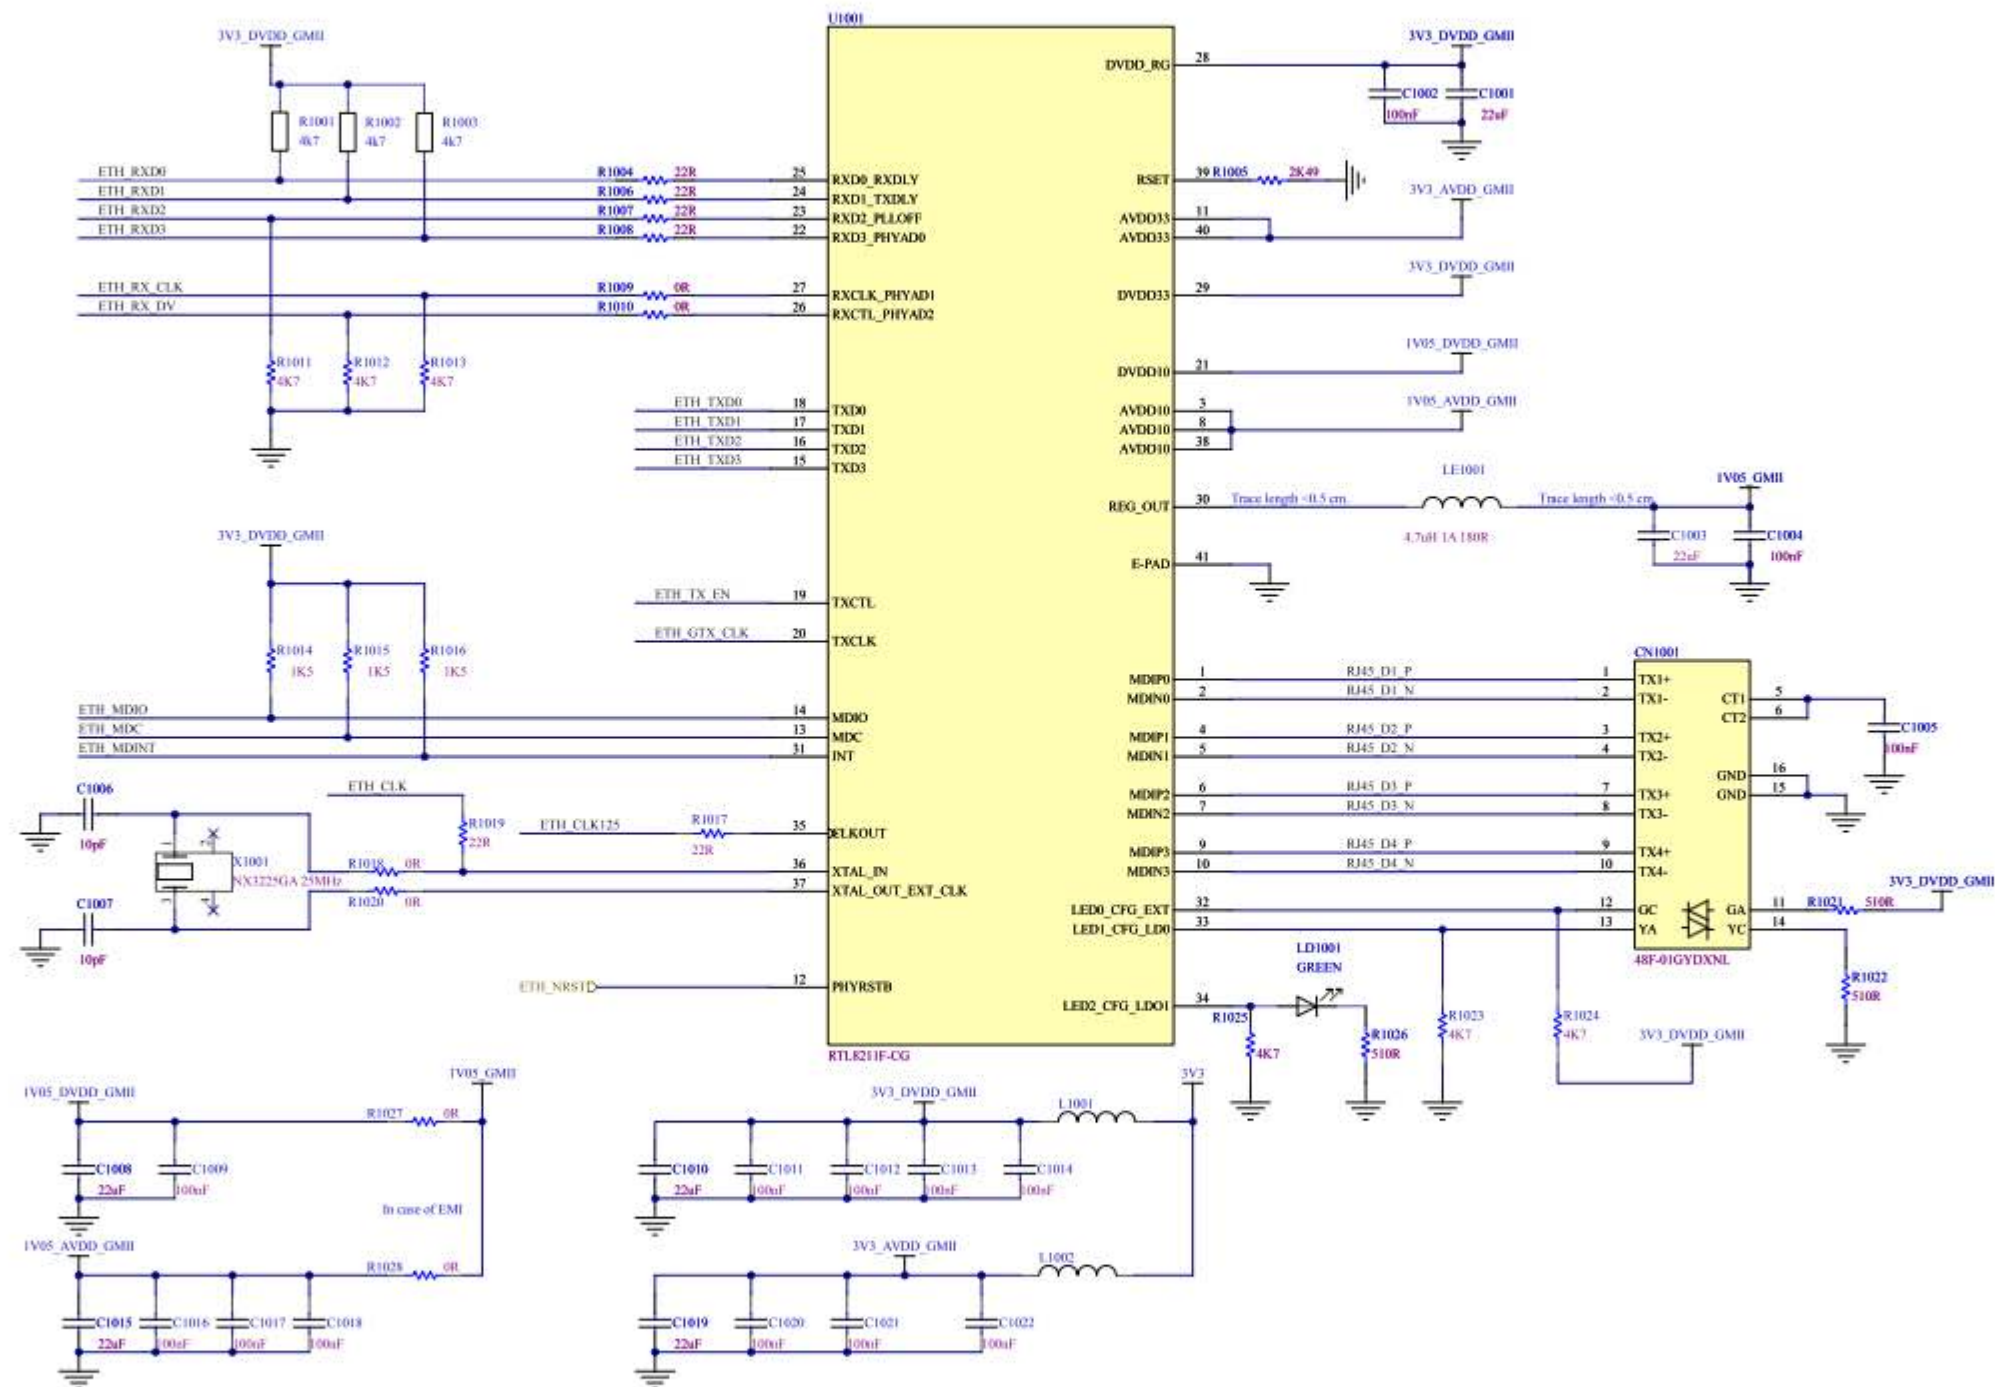 U1001
3V3_DVDD_GMII
R1001
4k7
R1002
4k7
R1003
4k7
ETH_RXD0
ETH_RXD1
ETH_RXD2
ETH_RXD3
R1004 22R 25 RXD0_RXDLY
R1006 22R 24 RXD1_TXDLY
R1007 22R 23 RXD2_PLLOFF
R1008 22R 22 RXD3_PHYAD0
ETH_RX_CLK R1009 0R 27 RXCLK_PHYAD1
ETH_RX_DV R1010 0R 26 RXCTL_PHYAD2
R1011
4K7
R1012
4K7
R1013
4K7
ETH_TXD0 18 TXD0
ETH_TXD1 17 TXD1
ETH_TXD2 16 TXD2
ETH_TXD3 15 TXD3
3V3_DVDD_GMII
ETH_TX_EN 19 TXCTL
ETH_GTX_CLK 20 TXCLK
R1014
1K5
R1015
1K5
R1016
1K5
ETH_MDIO 14 MDIO
ETH_MDC 13 MDC
ETH_MDINT 31 INT
C1006
10pF
ETH_CLK
R1019
22R
ETH_CLK125
R1017
22R
35 CLKOUT
X1001
NX3225GA 25MHz
1
2
3
4
R1018 0R 36 XTAL_IN
R1020 0R 37 XTAL_OUT_EXT_CLK
C1007
10pF
ETH_NRST 12 PHYRSTB
RTL8211F-CG
DVDD_RG 28
3V3_DVDD_GMII
C1002
100nF
C1001
22uF
RSET 39 R1005 2K49
3V3_AVDD_GMII
AVDD33 11
AVDD33 40
3V3_DVDD_GMII
DVDD33 29
1V05_DVDD_GMII
DVDD10 21
1V05_AVDD_GMII
AVDD10 3
AVDD10 8
AVDD10 38
LE1001
1V05_GMII
REG_OUT 30 Trace length <0.5 cm Trace length <0.5 cm
4.7uH 1A 180R
C1003
22uF
C1004
100nF
E-PAD 41
CN1001
MDIP0 1 RJ45_D1_P 1 TX1+
MDIN0 2 RJ45_D1_N 2 TX1-
MDIP1 4 RJ45_D2_P 3 TX2+
MDIN1 5 RJ45_D2_N 4 TX2-
MDIP2 6 RJ45_D3_P 7 TX3+
MDIN2 7 RJ45_D3_N 8 TX3-
MDIP3 9 RJ45_D4_P 9 TX4+
MDIN3 10 RJ45_D4_N 10 TX4-
LED0_CFG_EXT 32 12 GC
LED1_CFG_LD0 33 13 YA
CT1 5
CT2 6
C1005
100nF
GND 16
GND 15
GA 11 R1021 510R
3V3_DVDD_GMII
YC 14
48F-01GYDXNL
R1022
510R
LD1001
GREEN
LED2_CFG_LDO1 34
R1025
4K7
R1026
510R
R1023
4K7
R1024
4K7
3V3_DVDD_GMII
1V05_DVDD_GMII
1V05_GMII
R1027 0R
C1008
22uF
C1009
100nF
In case of EMI
1V05_AVDD_GMII
R1028 0R
C1015
22uF
C1016
100nF
C1017
100nF
C1018
100nF
3V3_DVDD_GMII
L1001
3V3
C1010
22uF
C1011
100nF
C1012
100nF
C1013
100nF
C1014
100nF
3V3_AVDD_GMII
L1002
C1019
22uF
C1020
100nF
C1021
100nF
C1022
100nF